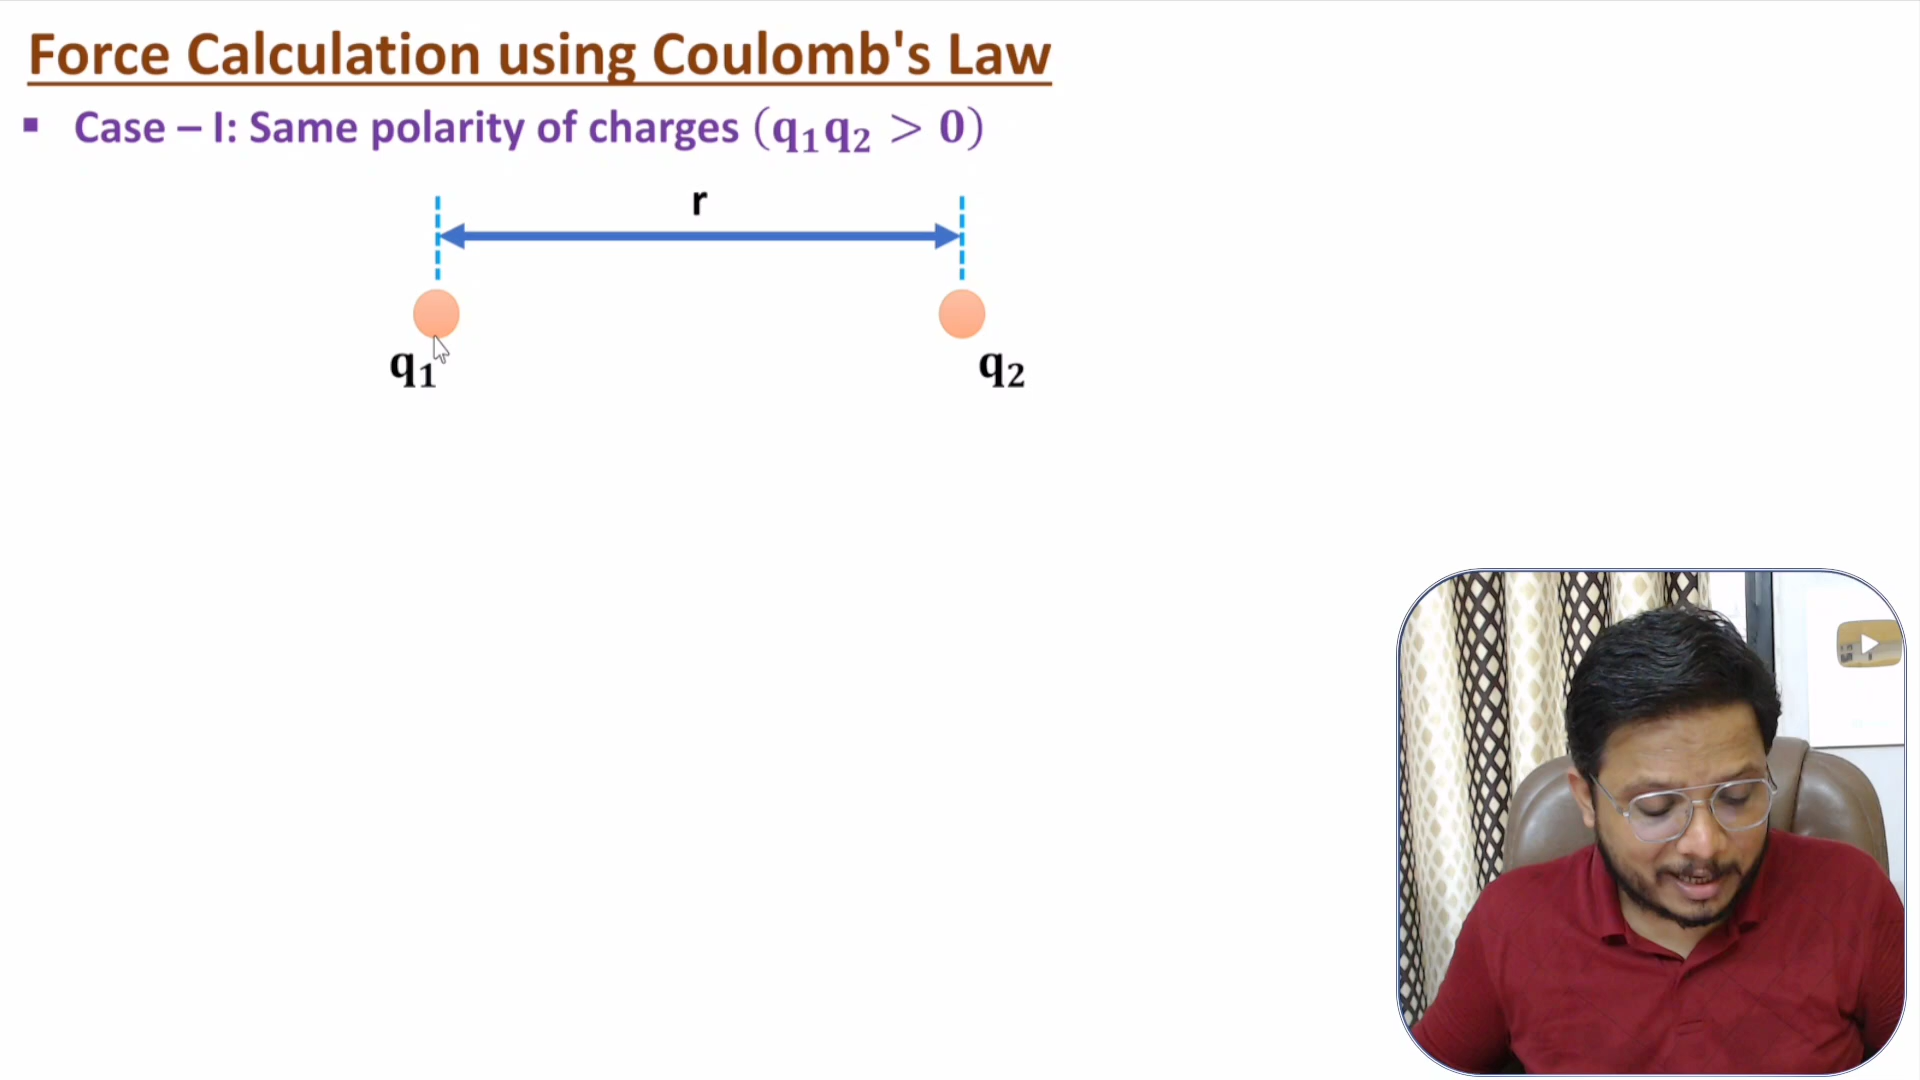 Force Calculation using Coulomb's Law
▪ Case – I: Same polarity of charges (q₁q₂ > 0)
r
q₁ q₂